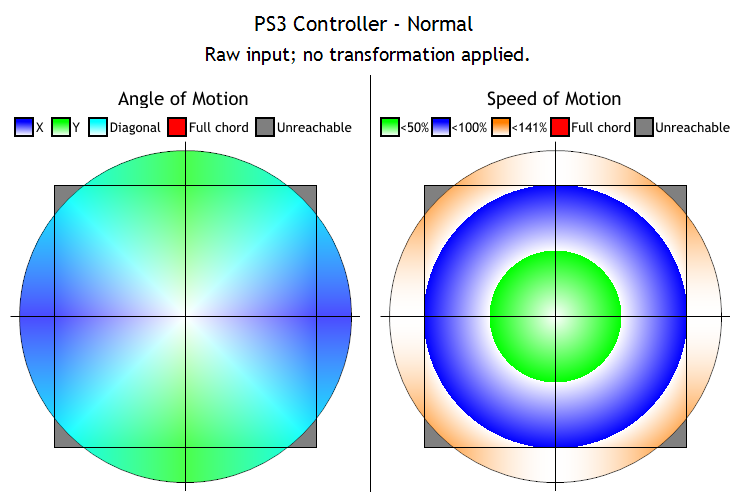 PS3 Controller - Normal
Raw input; no transformation applied.
Angle of Motion
X Y Diagonal Full chord Unreachable
Speed of Motion
<50% <100% <141% Full chord Unreachable